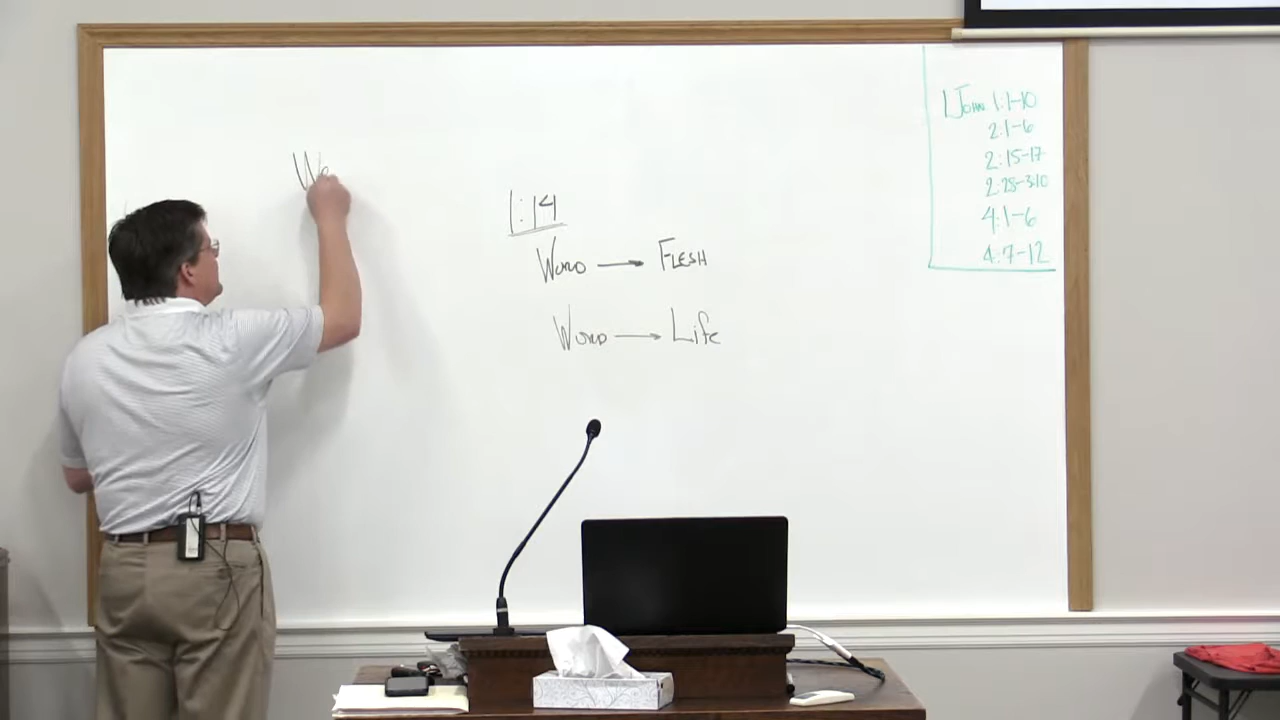 We
1:14
Word → Flesh
Word → Life
1 John 1:1-10
2:1-6
2:15-17
2:28-3:10
4:1-6
4:7-12